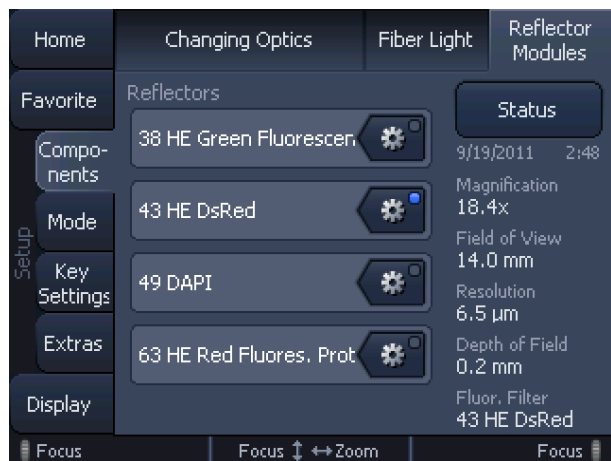 Home
Changing Optics
Fiber Light
Reflector
Modules
Favorite
Compo-
nents
Setup
Mode
Key
Settings
Extras
Display
Reflectors
38 HE Green Fluorescen
43 HE DsRed
49 DAPI
63 HE Red Fluores. Prot
Status
9/19/2011 2:48
Magnification
18.4x
Field of View
14.0 mm
Resolution
6.5 µm
Depth of Field
0.2 mm
Fluor. Filter
43 HE DsRed
Focus
Focus ↕ ↔ Zoom
Focus